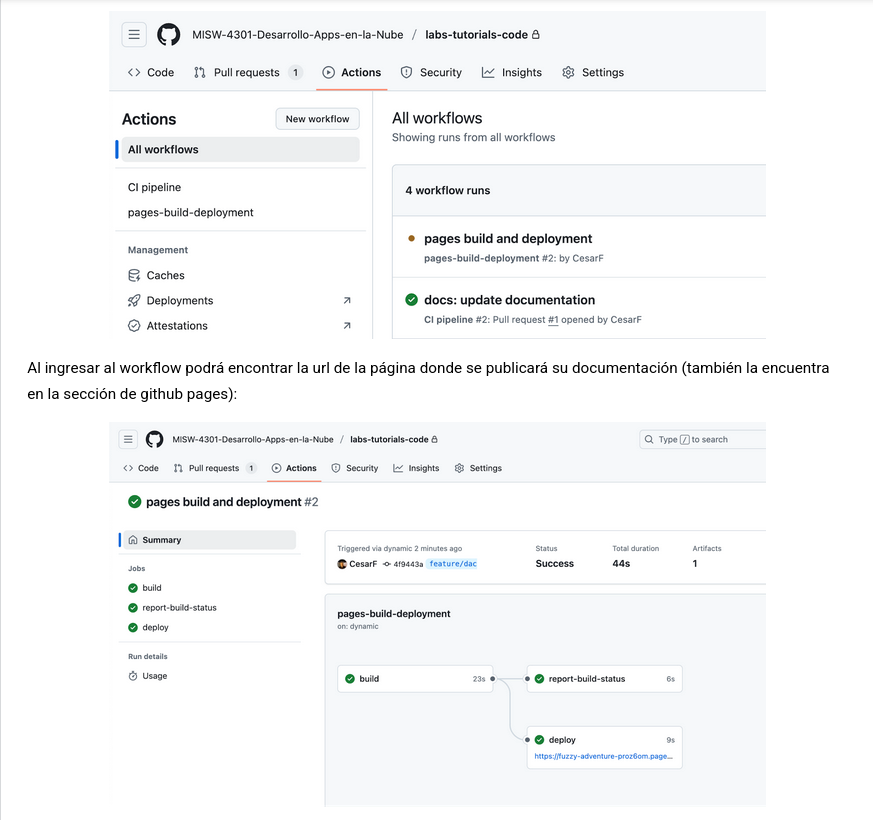 MISW-4301-Desarrollo-Apps-en-la-Nube / labs-tutorials-code
Code Pull requests 1 Actions Security Insights Settings
Actions New workflow
All workflows
CI pipeline
pages-build-deployment
Management
Caches
Deployments
Attestations
All workflows
Showing runs from all workflows
4 workflow runs
pages build and deployment
pages-build-deployment #2: by CesarF
docs: update documentation
CI pipeline #2: Pull request #1 opened by CesarF
Al ingresar al workflow podrá encontrar la url de la página donde se publicará su documentación (también la encuentra
en la sección de github pages):
MISW-4301-Desarrollo-Apps-en-la-Nube / labs-tutorials-code
Type / to search
Code Pull requests 1 Actions Security Insights Settings
pages build and deployment #2
Summary
Jobs
build
report-build-status
deploy
Run details
Usage
Triggered via dynamic 2 minutes ago
CesarF 4f9443a feature/dac
Status
Success
Total duration
44s
Artifacts
1
pages-build-deployment
on: dynamic
build 23s
report-build-status 6s
deploy 9s
https://fuzzy-adventure-proz6om.page...